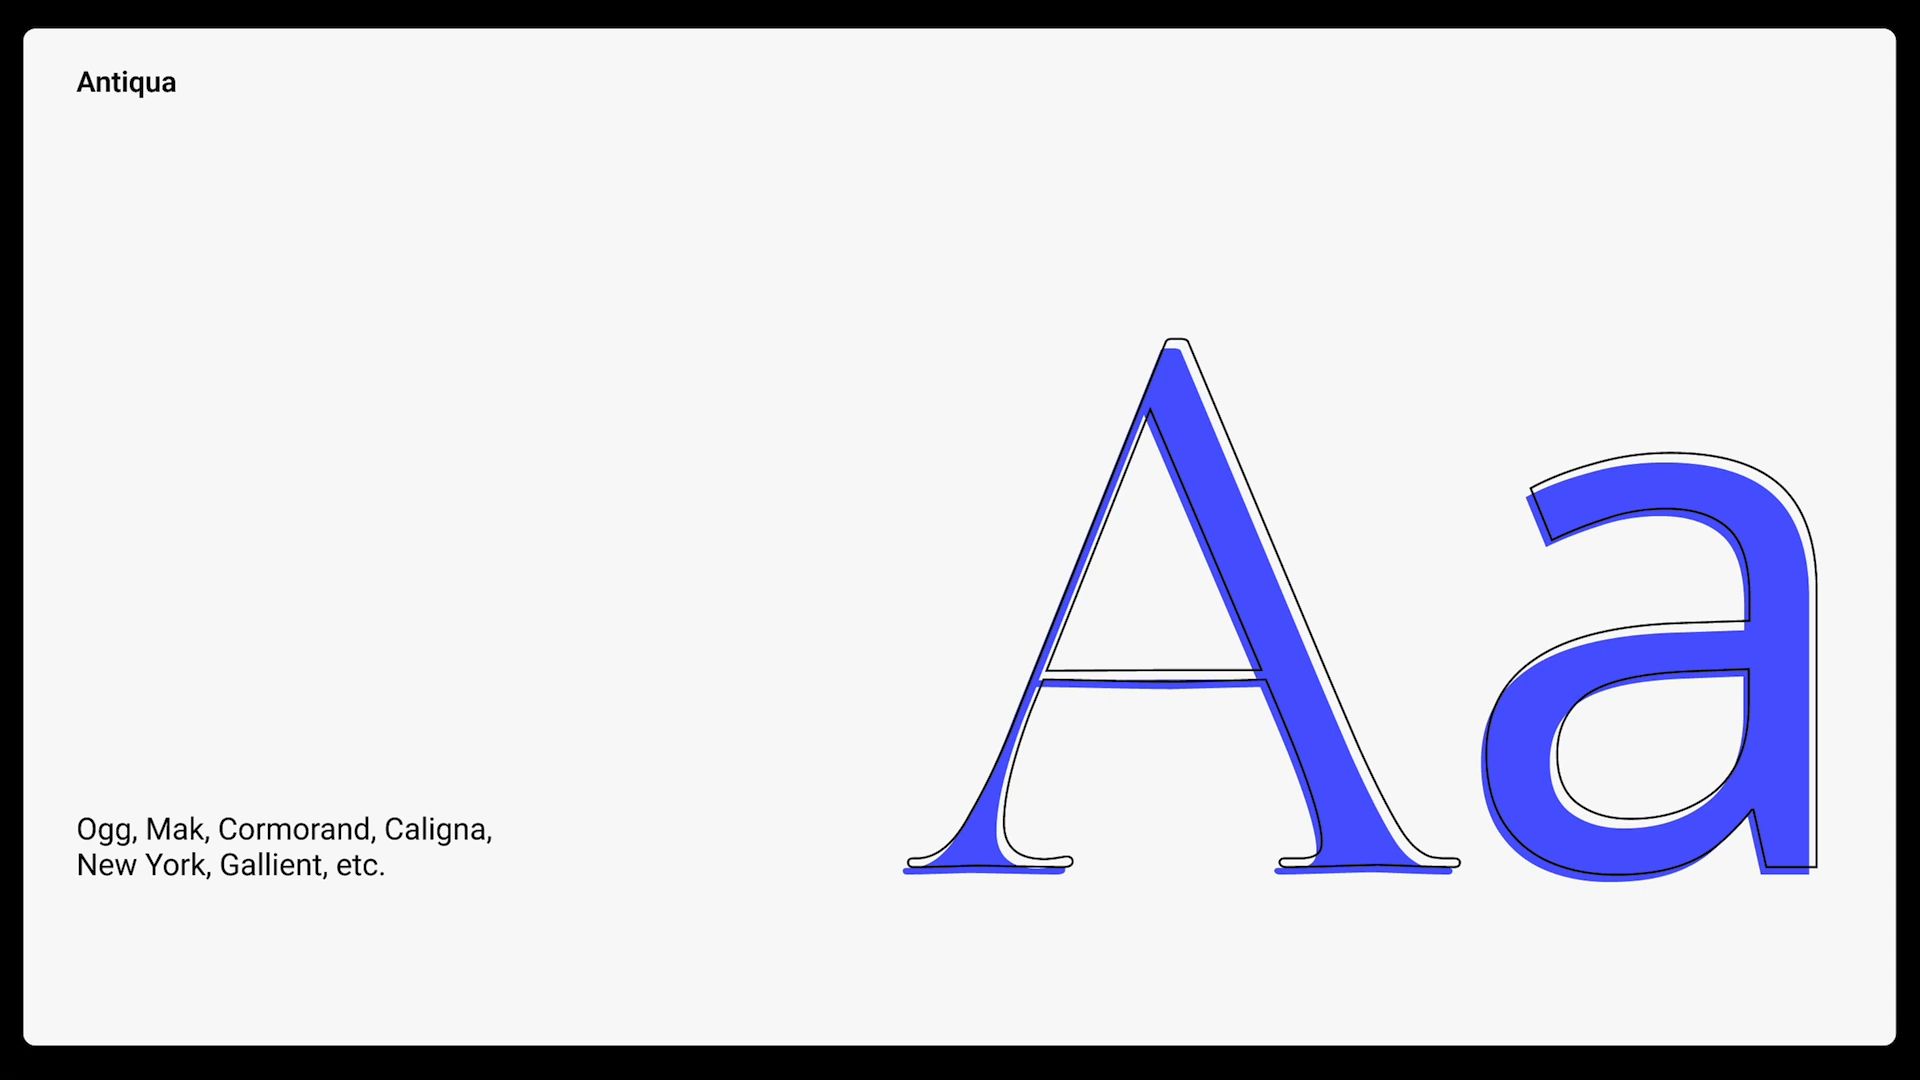 Antiqua
Aa
Ogg, Mak, Cormorand, Caligna,
New York, Gallient, etc.